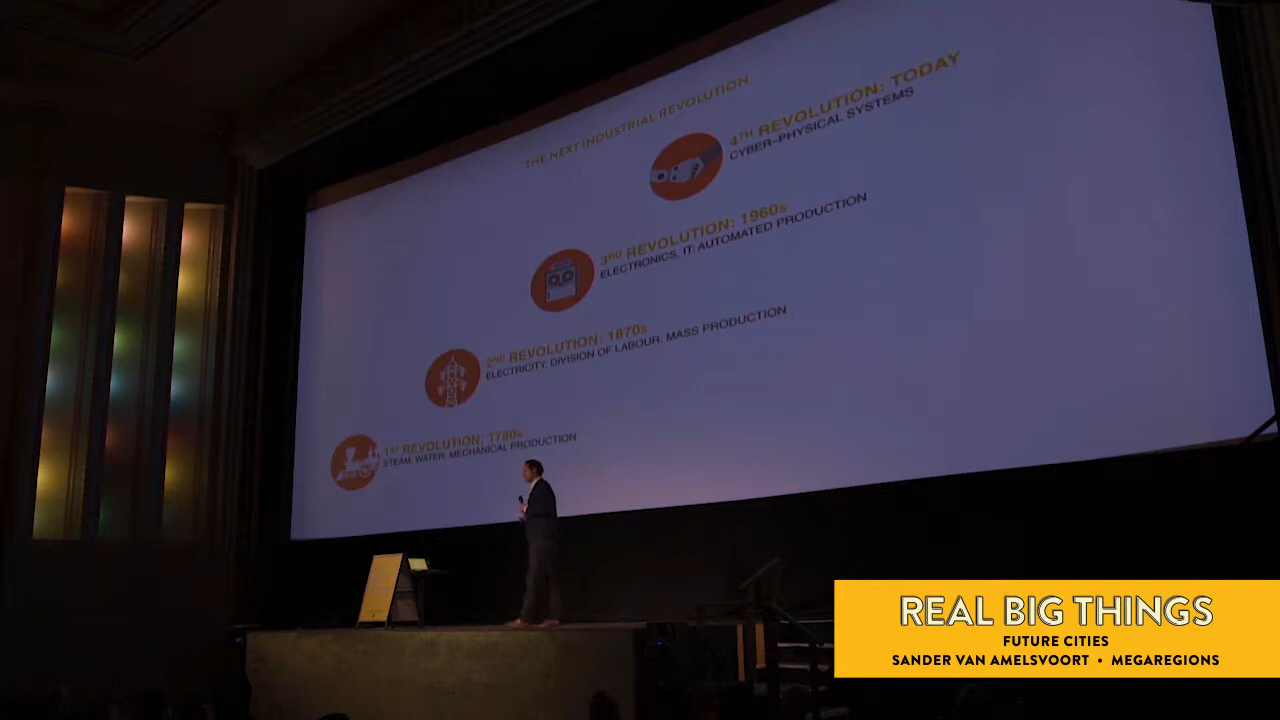 THE NEXT INDUSTRIAL REVOLUTION
4TH REVOLUTION: TODAY
CYBER-PHYSICAL SYSTEMS
3RD REVOLUTION: 1960s
ELECTRONICS, IT: AUTOMATED PRODUCTION
2ND REVOLUTION: 1870s
ELECTRICITY, DIVISION OF LABOUR: MASS PRODUCTION
1ST REVOLUTION: 1780s
STEAM, WATER: MECHANICAL PRODUCTION
REAL BIG THINGS
FUTURE CITIES
SANDER VAN AMELSVOORT • MEGAREGIONS